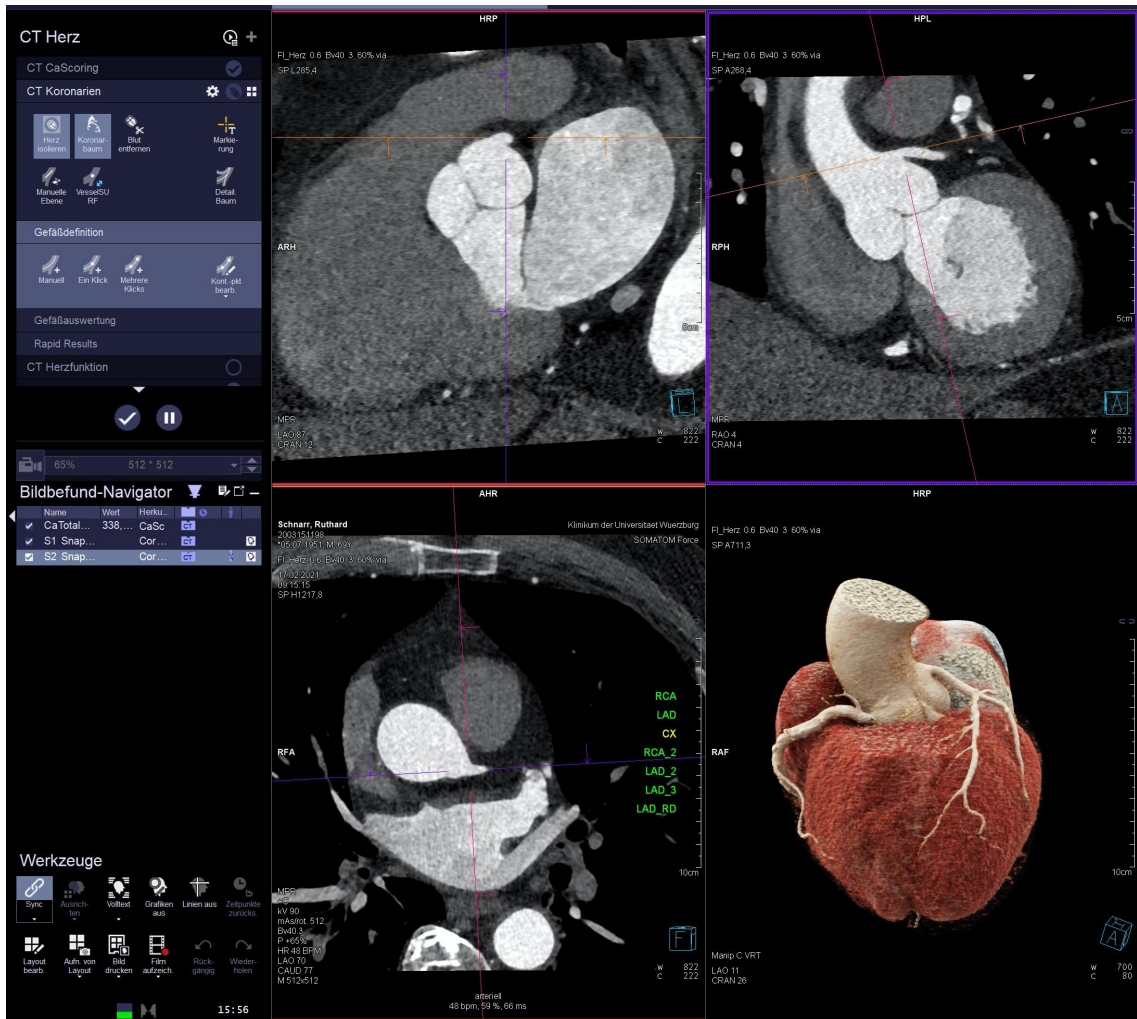 CT Herz
CT CaScoring
CT Koronarien
Herz isolieren
Koronar-baum
Blut entfernen
Markie-rung
Manuelle Ebene
VesselSU RF
Detail. Baum
Gefäßdefinition
Manuell
Ein Klick
Mehrere Klicks
Kont.-pkt bearb.
Gefäßauswertung
Rapid Results
CT Herzfunktion
65%
512 * 512
Bildbefund-Navigator
Name Wert Herku...
CaTotal... 338,... CaSc CT
S1 Snap... Cor... CT
S2 Snap... Cor... CT
Werkzeuge
Sync
Ausrich-ten
Volltext
Grafiken aus
Linien aus
Zeitpunkte zurücks.
Layout bearb.
Aufn. von Layout
Bild drucken
Film aufzeich.
Rück-gängig
Wieder-holen
15:56
HRP
Fl_Herz 0.6 Bv40 3 60% via
SP L285,4
ARH
5cm
MPR
LAO 87
CRAN 12
L
W 822
C 222
HPL
Fl_Herz 0.6 Bv40 3 60% via
SP A268,4
RPH
5cm
MPR
RAO 4
CRAN 4
A
W 822
C 222
AHR
Schnarr, Ruthard
2003151198
*05.07.1951, M, 69Y
Fl_Herz 0.6 Bv40 3 60% via
17.02.2021
09:15:15
SP H1217,8
Klinikum der Universitaet Wuerzburg
SOMATOM Force
RFA
RCA
LAD
CX
RCA_2
LAD_2
LAD_3
LAD_RD
10cm
MPR
kV 90
mAs/rot. 512
Bv40.3
P +65%
HR 48 BPM
LAO 70
CAUD 77
M 512x512
arteriell
48 bpm, 59 %, 66 ms
F
W 822
C 222
HRP
Fl_Herz 0.6 Bv40 3 60% via
SP A711,3
RAF
10cm
Manip C VRT
LAO 11
CRAN 26
A
W 700
C 80